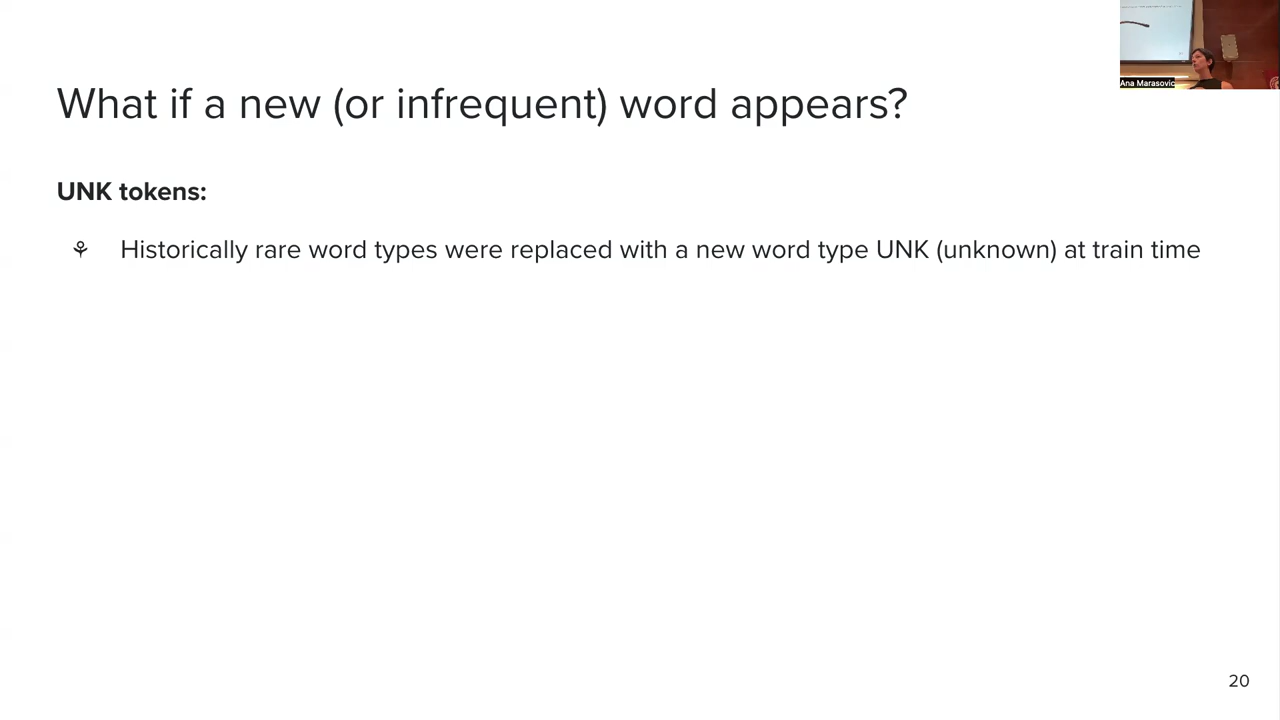 Ana Marasovic
What if a new (or infrequent) word appears?
UNK tokens:
⚘ Historically rare word types were replaced with a new word type UNK (unknown) at train time
20